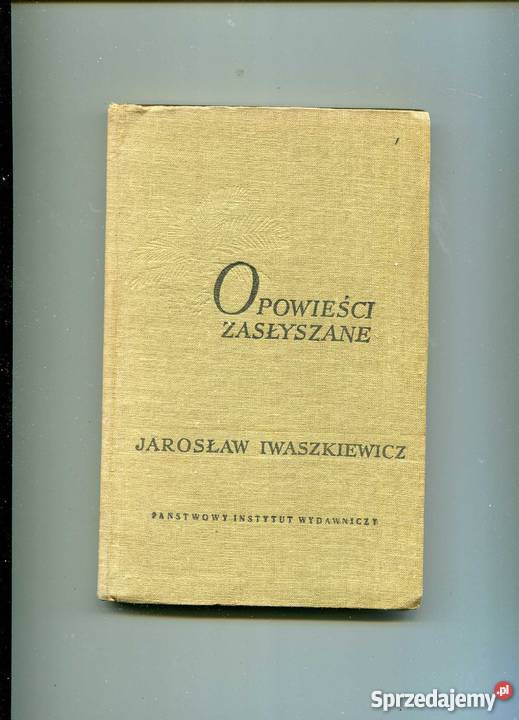 OPOWIEŚCI
ZASŁYSZANE
JAROSŁAW IWASZKIEWICZ
PAŃSTWOWY INSTYTUT WYDAWNICZY
Sprzedajemy.pl